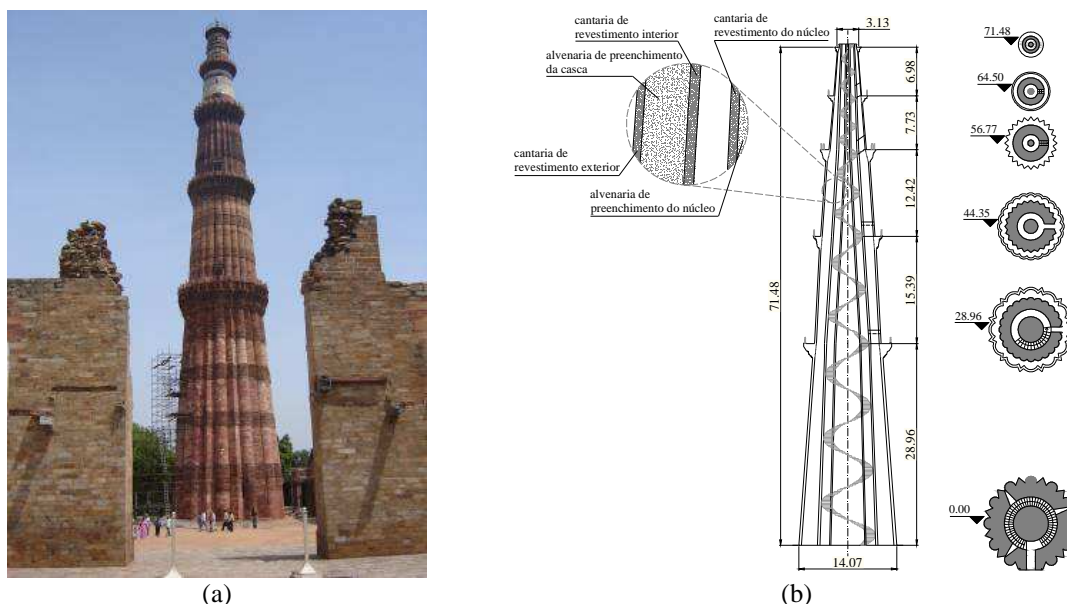 cantaria de
revestimento interior
alvenaria de preenchimento
da casca
cantaria de
revestimento do núcleo
cantaria de
revestimento exterior
alvenaria de
preenchimento do núcleo
3.13
71.48
6.98
7.73
12.42
15.39
28.96
14.07
71.48
64.50
56.77
44.35
28.96
0.00
(a)
(b)